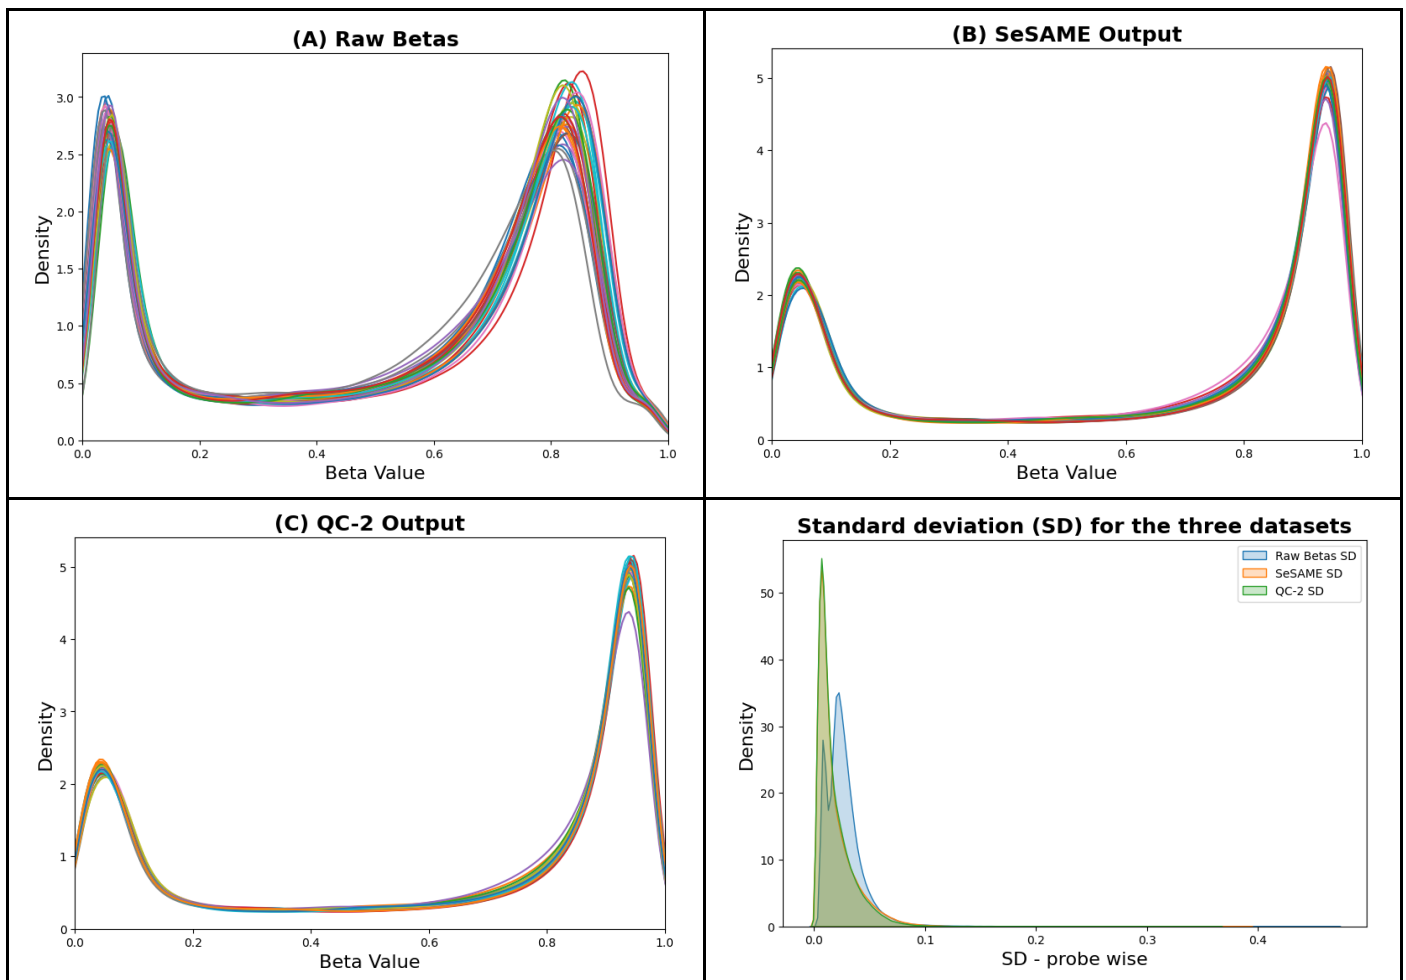 (A) Raw Betas
3.0
2.5
2.0
1.5
1.0
0.5
0.0
Density
0.0 0.2 0.4 0.6 0.8 1.0
Beta Value
(B) SeSAME Output
5
4
3
2
1
0
Density
0.0 0.2 0.4 0.6 0.8 1.0
Beta Value
(C) QC-2 Output
5
4
3
2
1
0
Density
0.0 0.2 0.4 0.6 0.8 1.0
Beta Value
Standard deviation (SD) for the three datasets
Raw Betas SD
SeSAME SD
QC-2 SD
50
40
30
20
10
0
Density
0.0 0.1 0.2 0.3 0.4
SD - probe wise